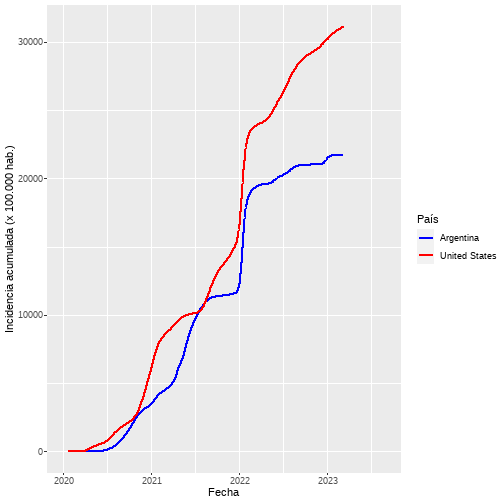 30000
20000
10000
0
Incidencia acumulada (x 100.000 hab.)
2020 2021 2022 2023
Fecha
País
Argentina
United States